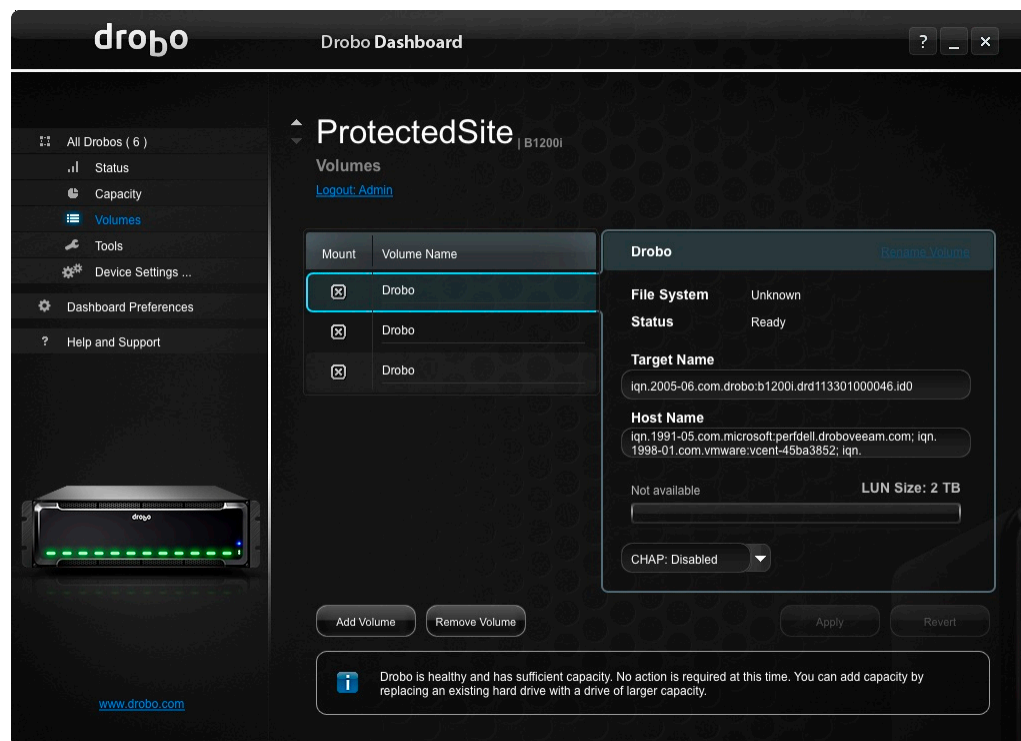 drobo
Drobo Dashboard
? _ x
All Drobos ( 6 )
Status
Capacity
Volumes
Tools
Device Settings ...
Dashboard Preferences
? Help and Support
drobo
www.drobo.com
ProtectedSite | B1200i
Volumes
Logout: Admin
Mount Volume Name
Drobo
Drobo
Drobo
Drobo Rename Volume
File System Unknown
Status Ready
Target Name
iqn.2005-06.com.drobo:b1200i.drd113301000046.id0
Host Name
iqn.1991-05.com.microsoft:perfdell.droboveeam.com; iqn.
1998-01.com.vmware:vcent-45ba3852; iqn.
Not available LUN Size: 2 TB
CHAP: Disabled
Add Volume Remove Volume Apply Revert
Drobo is healthy and has sufficient capacity. No action is required at this time. You can add capacity by
replacing an existing hard drive with a drive of larger capacity.